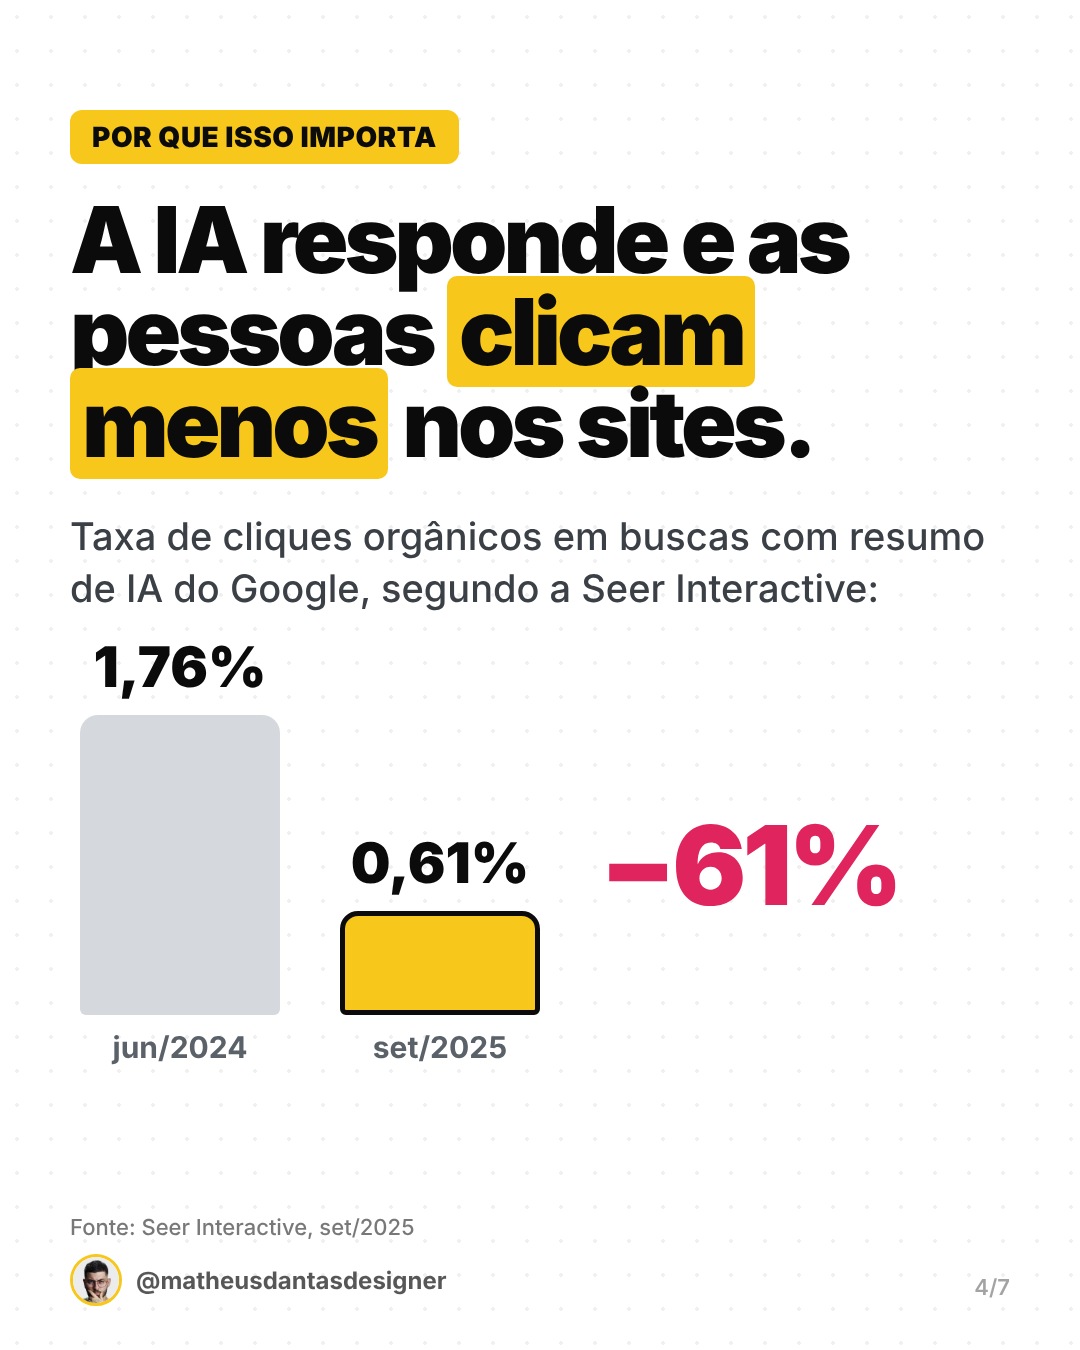 POR QUE ISSO IMPORTA
A IA responde e as
pessoas clicam
menos nos sites.
Taxa de cliques orgânicos em buscas com resumo
de IA do Google, segundo a Seer Interactive:
1,76%
0,61%
–61%
jun/2024
set/2025
Fonte: Seer Interactive, set/2025
@matheusdantasdesigner
4/7